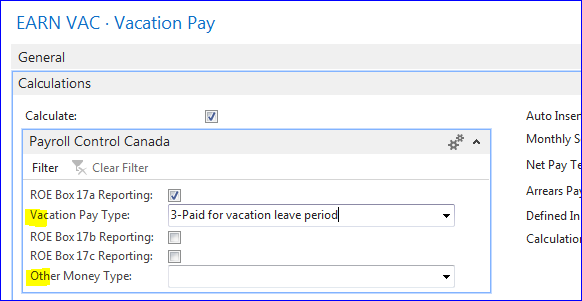 EARN VAC · Vacation Pay
General
Calculations
Calculate:
Payroll Control Canada
Filter Clear Filter
ROE Box 17a Reporting:
Vacation Pay Type: 3-Paid for vacation leave period
ROE Box 17b Reporting:
ROE Box 17c Reporting:
Other Money Type:
Auto Inser
Monthly S
Net Pay Te
Arrears Pay
Defined In
Calculation